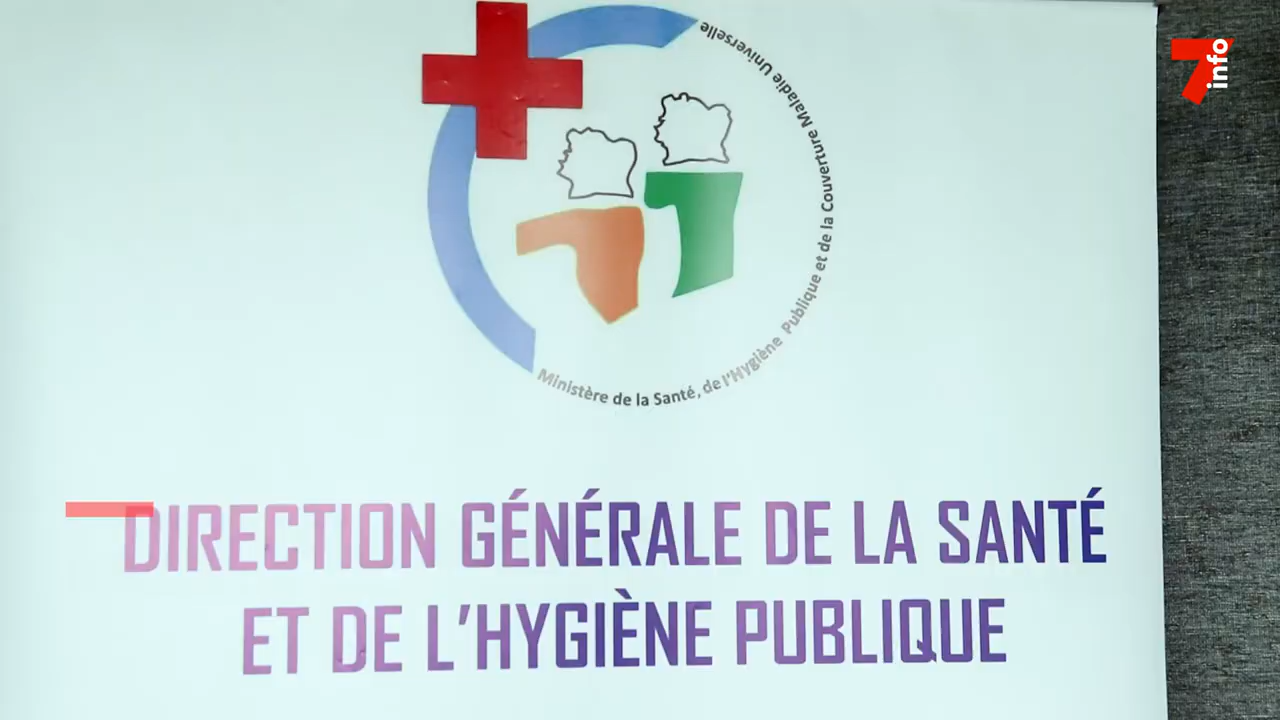 7info
Ministère de la Santé, de l'Hygiène Publique et de la Couverture Maladie Universelle
DIRECTION GÉNÉRALE DE LA SANTÉ
ET DE L'HYGIÈNE PUBLIQUE